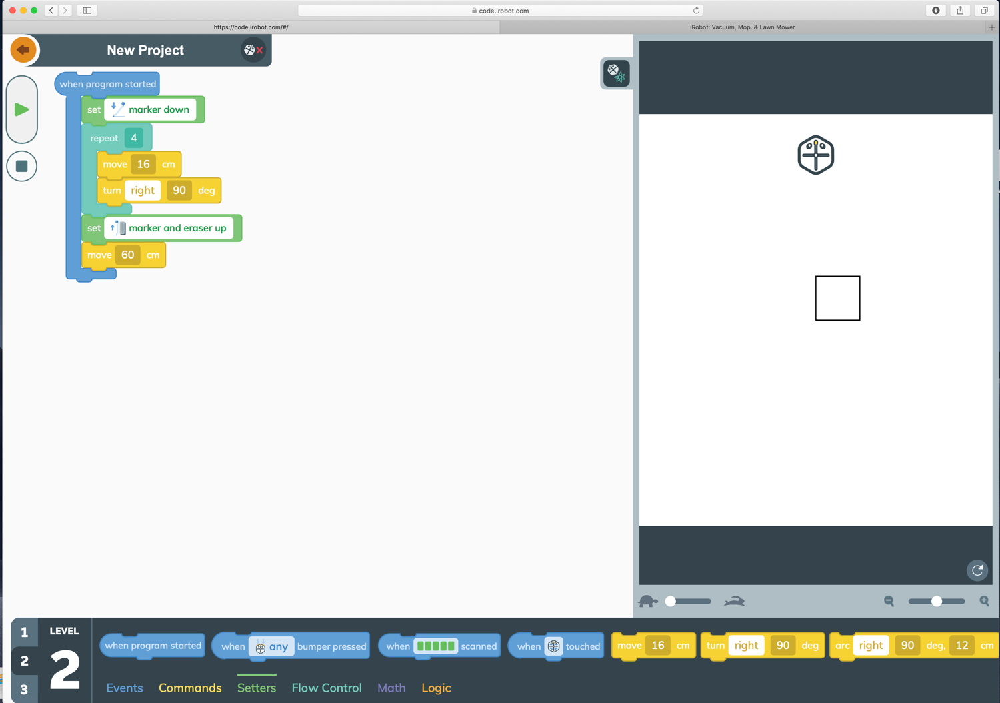 code.irobot.com
https://code.irobot.com/#/
iRobot: Vacuum, Mop, & Lawn Mower
New Project
when program started
set marker down
repeat 4
move 16 cm
turn right 90 deg
set marker and eraser up
move 60 cm
1
2
3
LEVEL
2
when program started
when any bumper pressed
when scanned
when touched
move 16 cm
turn right 90 deg
arc right 90 deg, 12 cm
Events
Commands
Setters
Flow Control
Math
Logic